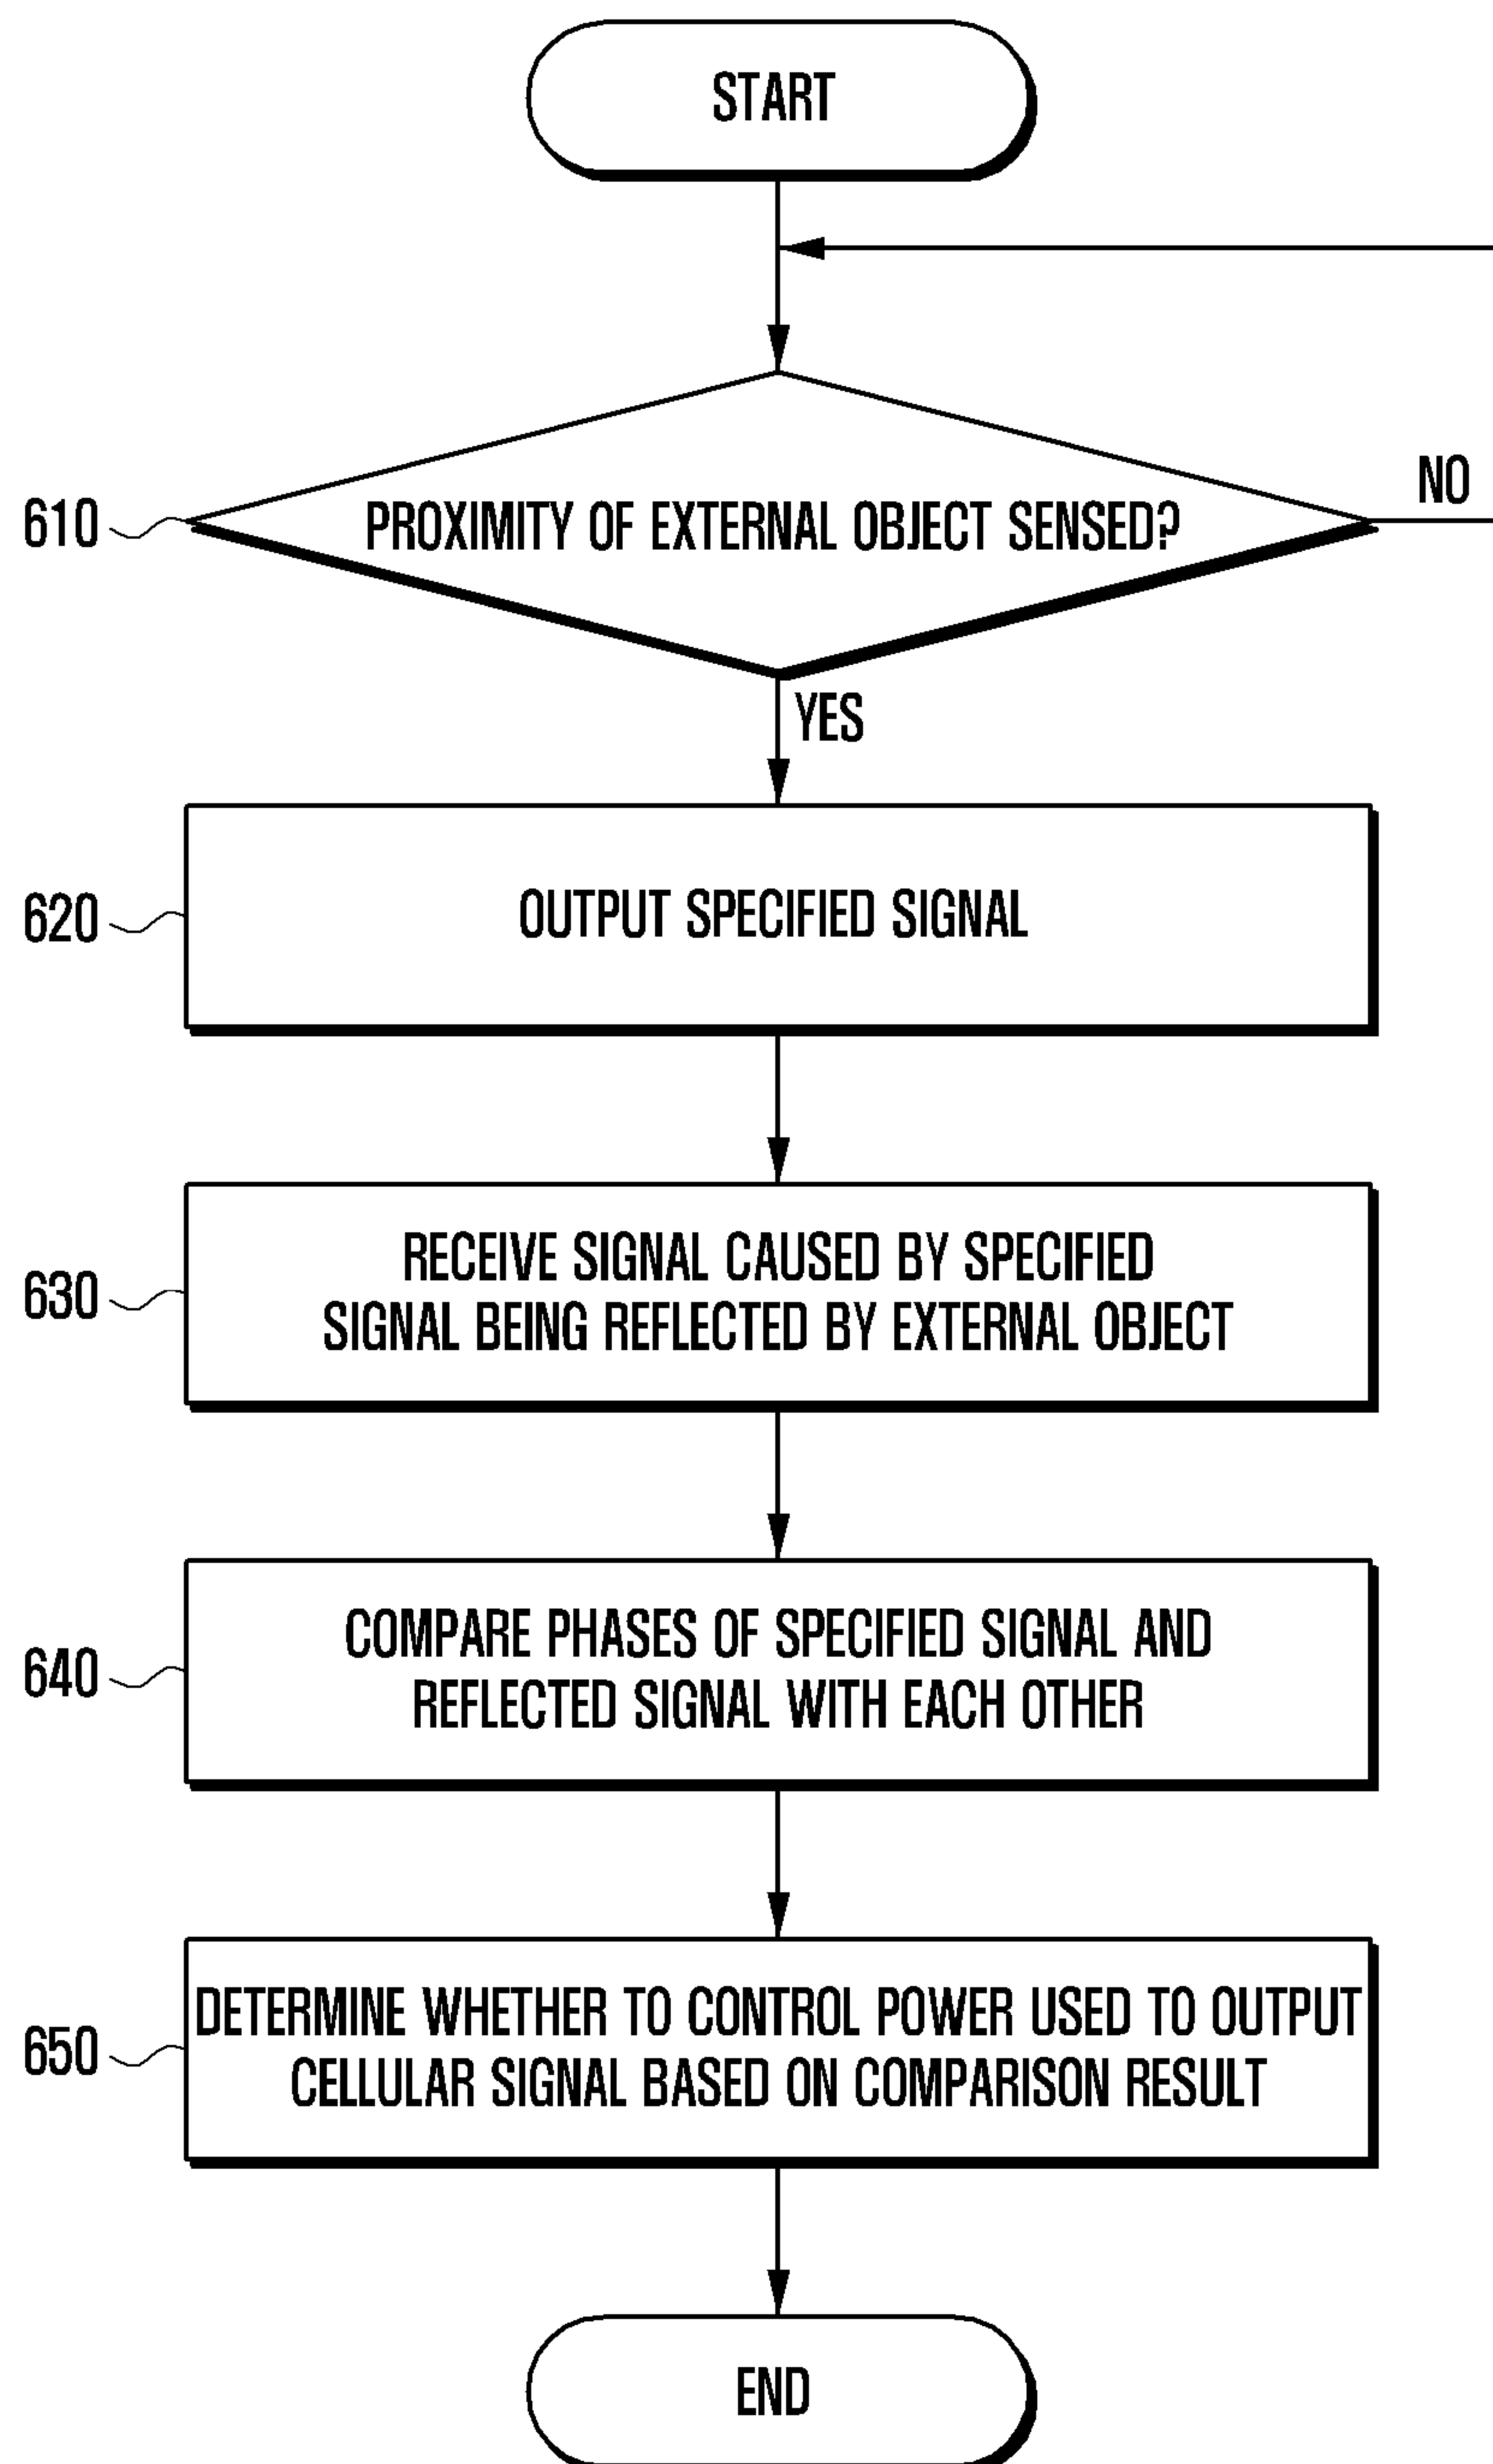 START
610
PROXIMITY OF EXTERNAL OBJECT SENSED?
NO
YES
620
OUTPUT SPECIFIED SIGNAL
630
RECEIVE SIGNAL CAUSED BY SPECIFIED
SIGNAL BEING REFLECTED BY EXTERNAL OBJECT
640
COMPARE PHASES OF SPECIFIED SIGNAL AND
REFLECTED SIGNAL WITH EACH OTHER
650
DETERMINE WHETHER TO CONTROL POWER USED TO OUTPUT
CELLULAR SIGNAL BASED ON COMPARISON RESULT
END